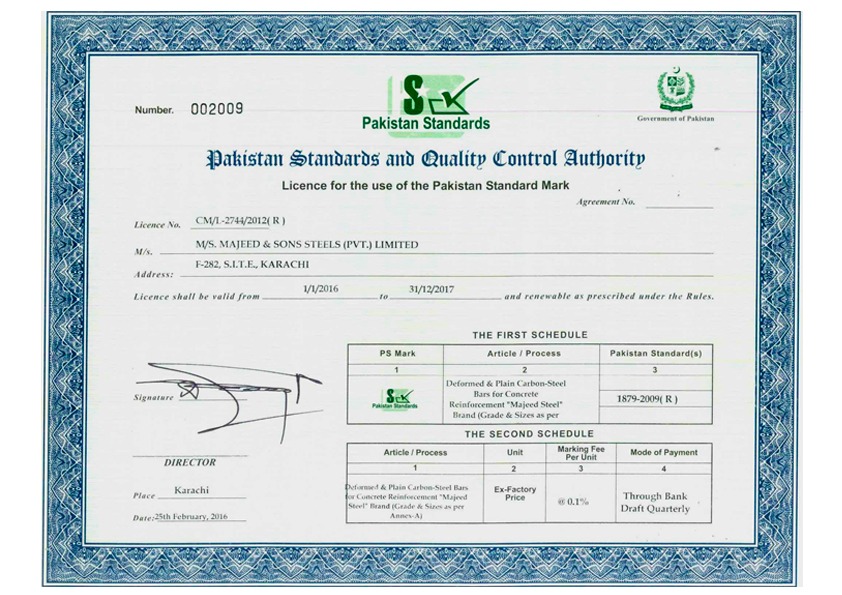 Number. 002009
Pakistan Standards
Government of Pakistan
Pakistan Standards and Quality Control Authority
Licence for the use of the Pakistan Standard Mark
Agreement No.
Licence No. CM/L-2744/2012( R )
M/s. M/S. MAJEED & SONS STEELS (PVT.) LIMITED
Address: F-282, S.I.T.E., KARACHI
Licence shall be valid from 1/1/2016 to 31/12/2017 and renewable as prescribed under the Rules.
THE FIRST SCHEDULE
PS Mark Article / Process Pakistan Standard(s)
1 2 3
Pakistan Standards
Deformed & Plain Carbon-Steel
Bars for Concrete
Reinforcement "Majeed Steel"
Brand (Grade & Sizes as per
1879-2009( R )
Signature
THE SECOND SCHEDULE
Article / Process Unit Marking Fee Per Unit Mode of Payment
1 2 3 4
Deformed & Plain Carbon-Steel Bars
for Concrete Reinforcement "Majeed
Steel" Brand (Grade & Sizes as per
Annex-A)
Ex-Factory
Price
@ 0.1%
Through Bank
Draft Quarterly
DIRECTOR
Place Karachi
Date: 25th February, 2016